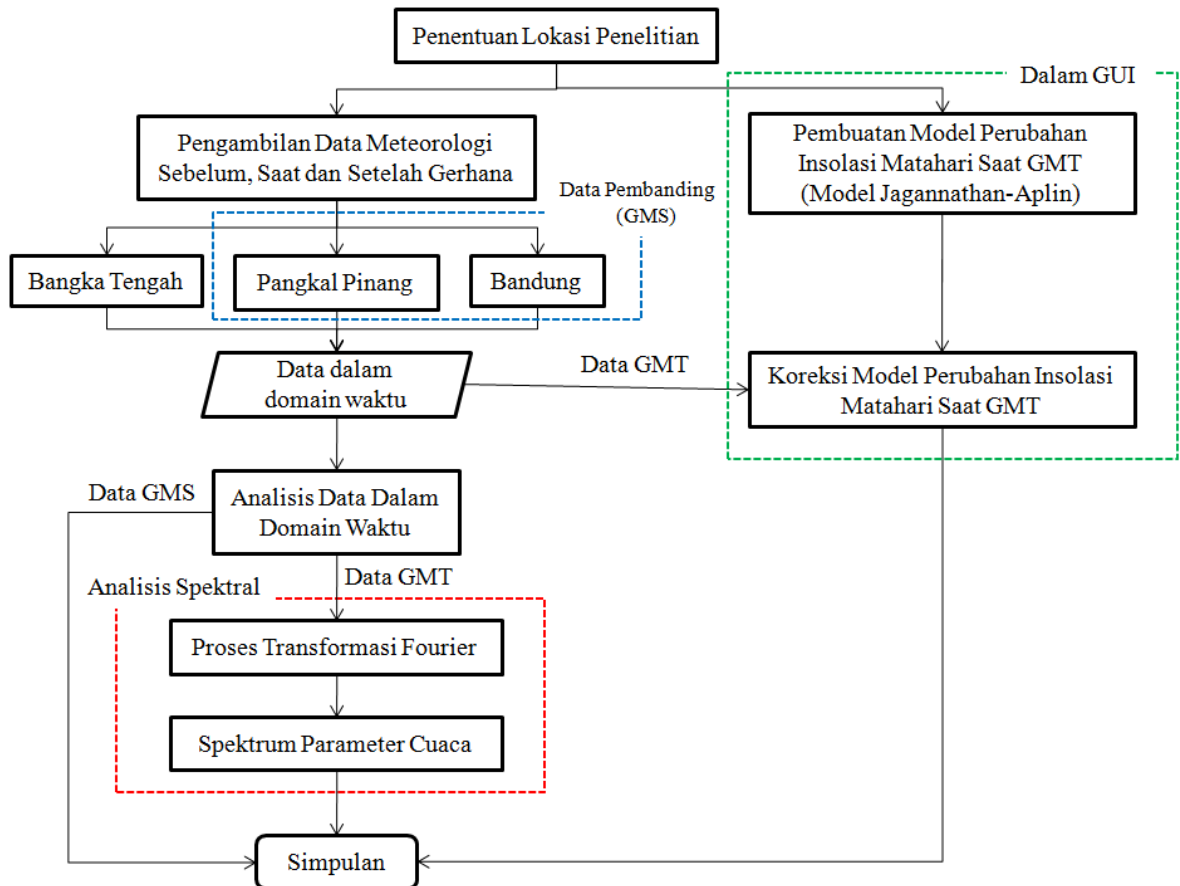 Penentuan Lokasi Penelitian
Dalam GUI
Pengambilan Data Meteorologi
Sebelum, Saat dan Setelah Gerhana
Pembuatan Model Perubahan
Insolasi Matahari Saat GMT
(Model Jagannathan-Aplin)
Data Pembanding
(GMS)
Bangka Tengah
Pangkal Pinang
Bandung
Data dalam
domain waktu
Data GMT
Koreksi Model Perubahan Insolasi
Matahari Saat GMT
Data GMS
Analisis Data Dalam
Domain Waktu
Data GMT
Analisis Spektral
Proses Transformasi Fourier
Spektrum Parameter Cuaca
Simpulan